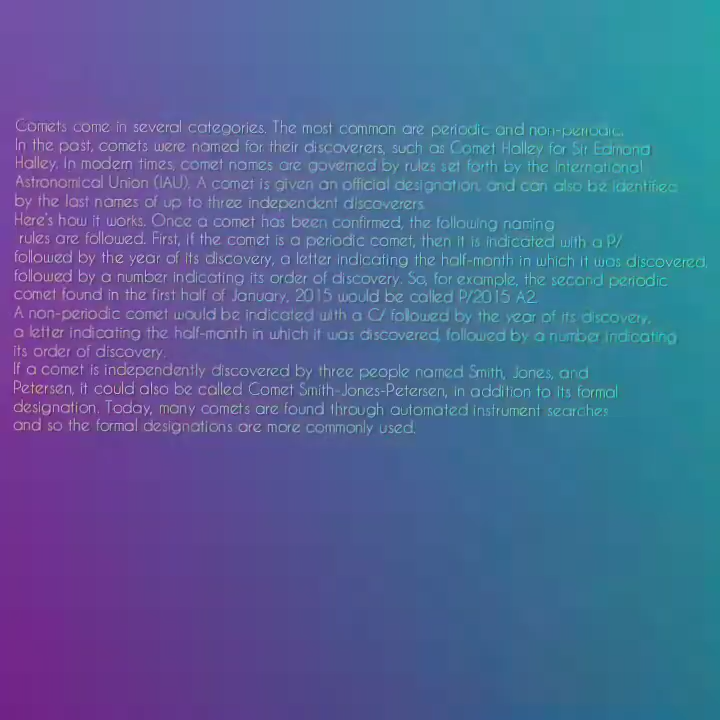 Comets come in several categories. The most common are periodic and non-periodic.
In the past, comets were named for their discoverers, such as Comet Halley for Sir Edmond
Halley. In modern times, comet names are governed by rules set forth by the International
Astronomical Union (IAU). A comet is given an official designation, and can also be identified
by the last names of up to three independent discoverers.
Here's how it works. Once a comet has been confirmed, the following naming
rules are followed. First, if the comet is a periodic comet, then it is indicated with a P/
followed by the year of its discovery, a letter indicating the half-month in which it was discovered,
followed by a number indicating its order of discovery. So, for example, the second periodic
comet found in the first half of January, 2015 would be called P/2015 A2.
A non-periodic comet would be indicated with a C/ followed by the year of its discovery,
a letter indicating the half-month in which it was discovered, followed by a number indicating
its order of discovery.
If a comet is independently discovered by three people named Smith, Jones, and
Petersen, it could also be called Comet Smith-Jones-Petersen, in addition to its formal
designation. Today, many comets are found through automated instrument searches
and so the formal designations are more commonly used.